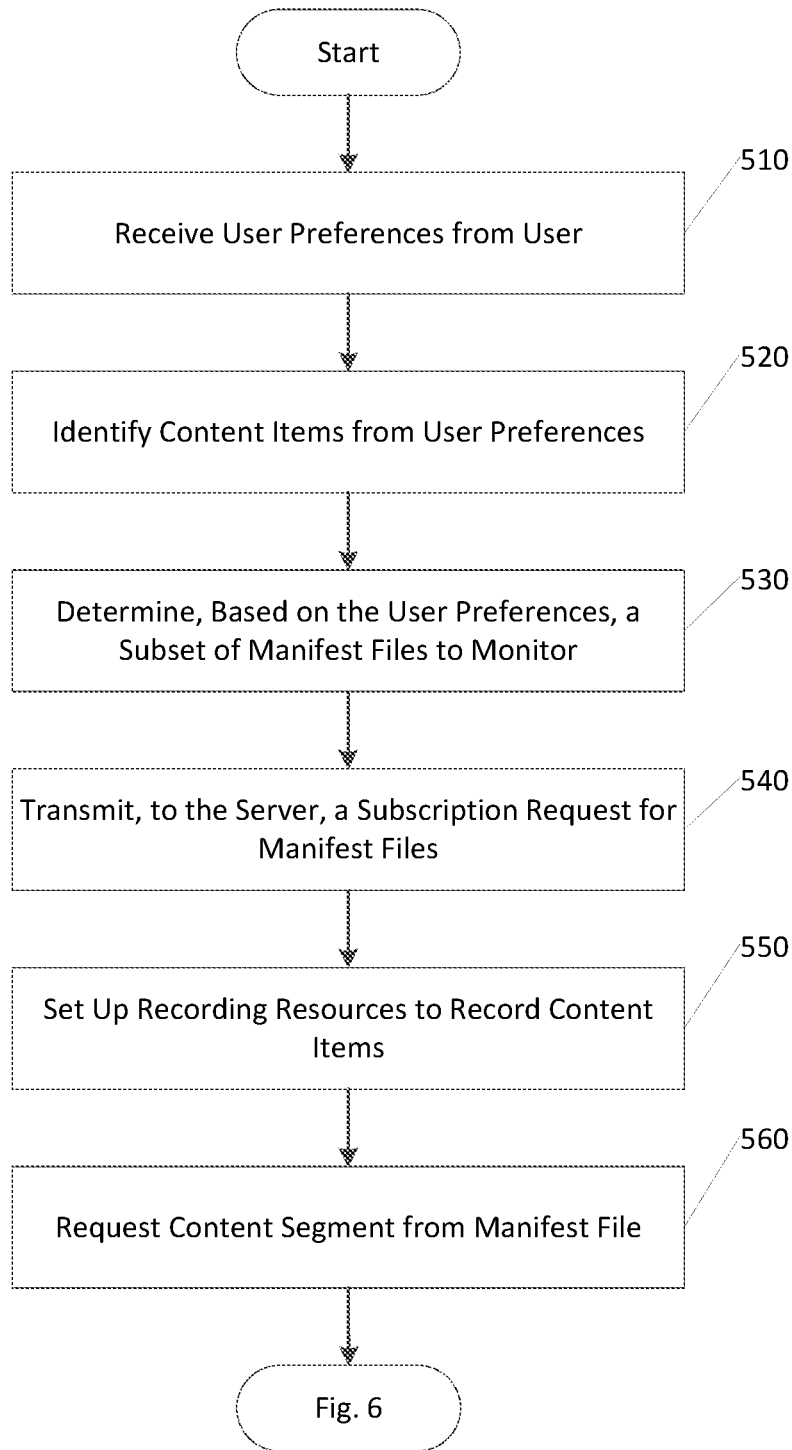 Start
510
Receive User Preferences from User
520
Identify Content Items from User Preferences
530
Determine, Based on the User Preferences, a
Subset of Manifest Files to Monitor
540
Transmit, to the Server, a Subscription Request for
Manifest Files
550
Set Up Recording Resources to Record Content
Items
560
Request Content Segment from Manifest File
Fig. 6